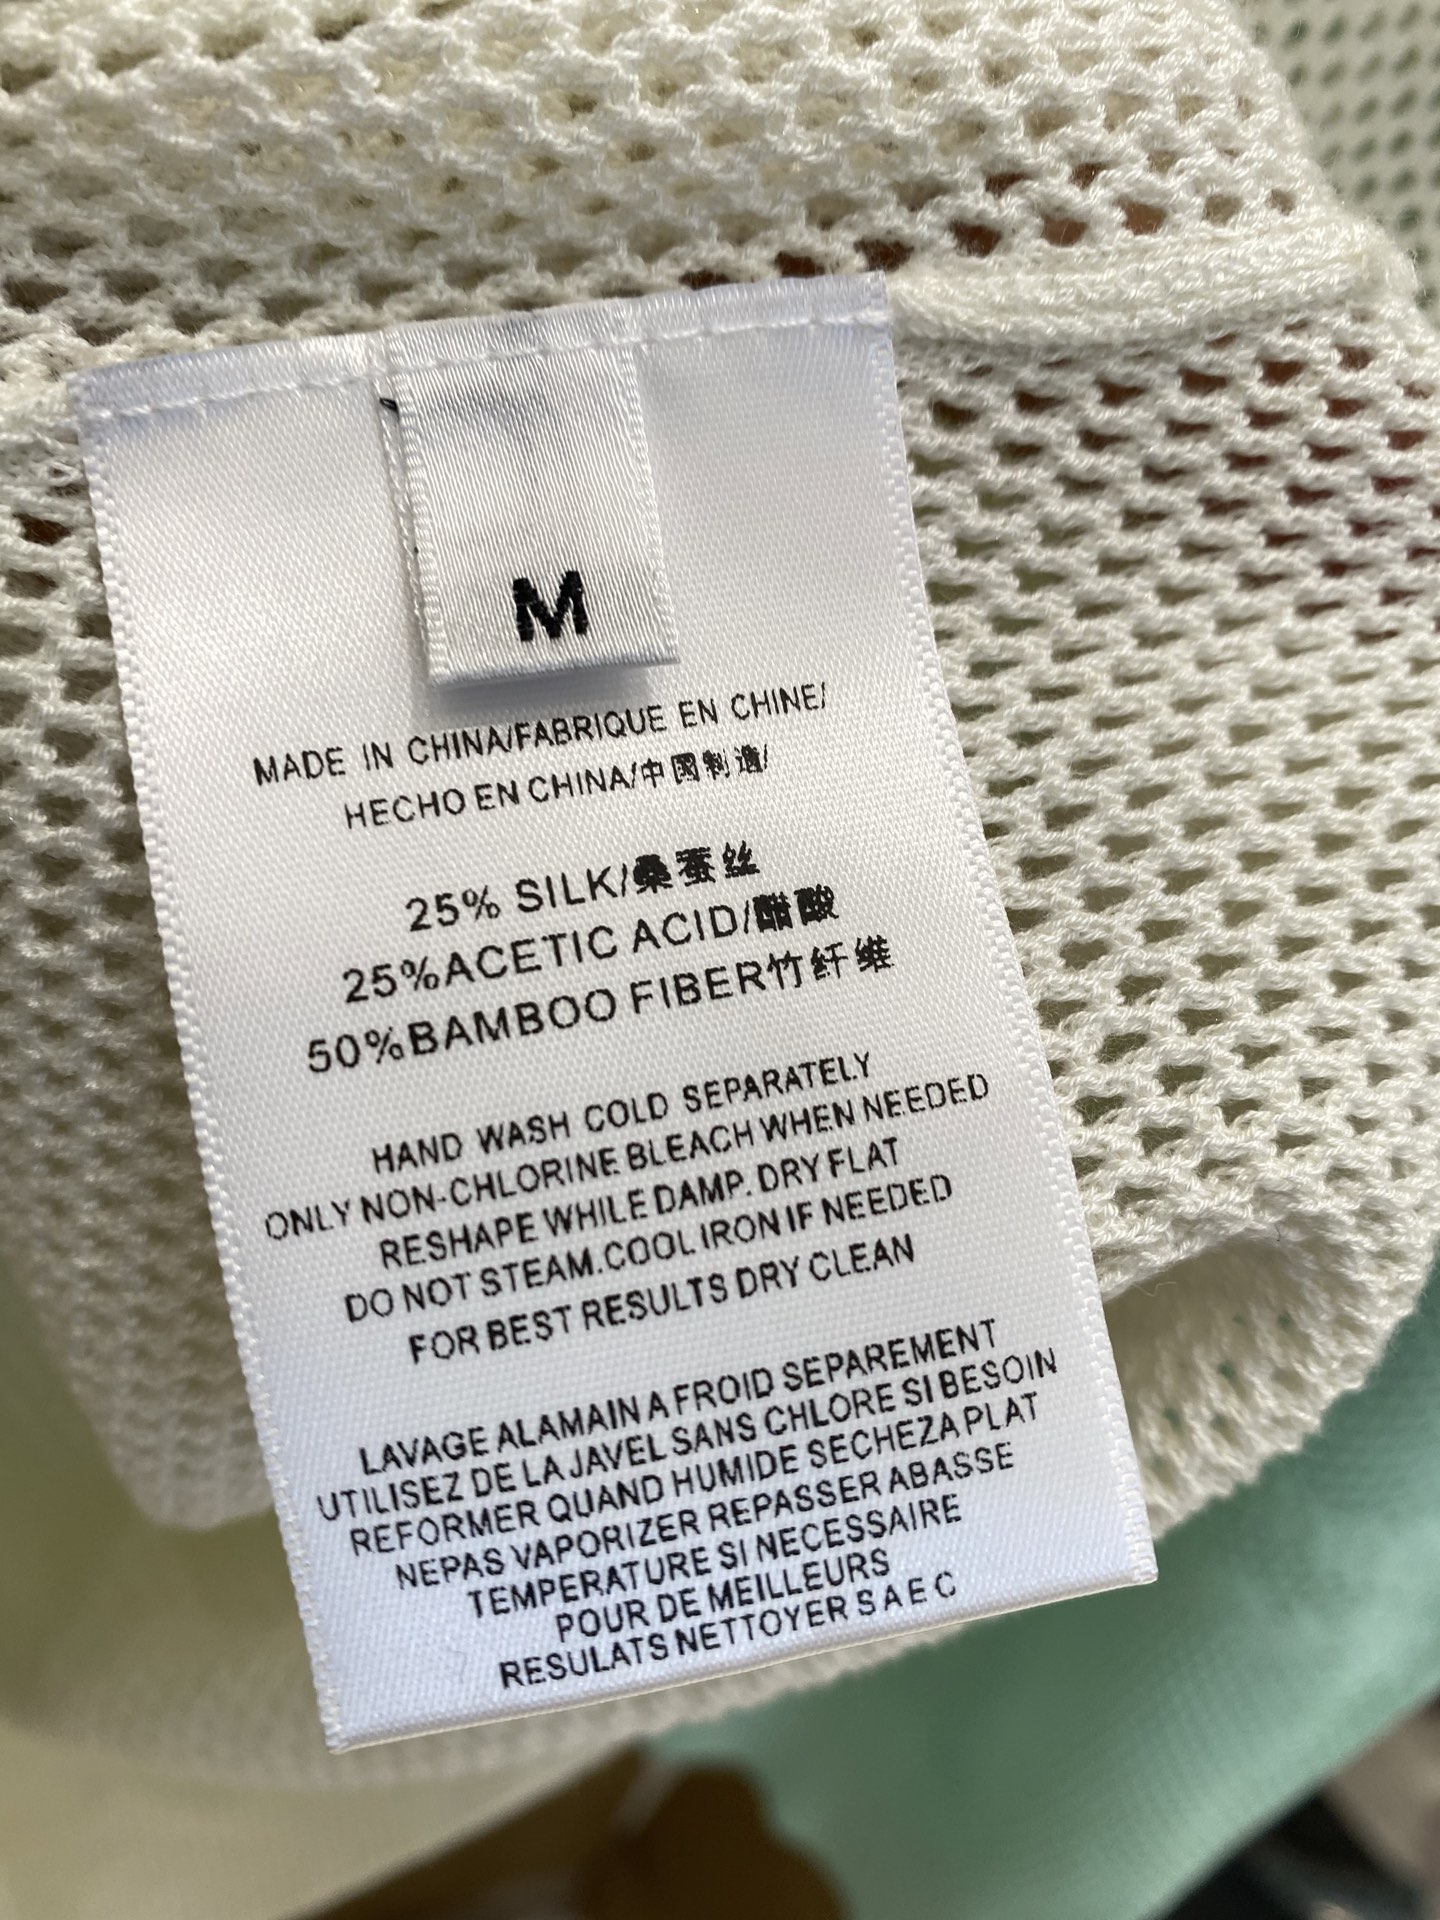 M
MADE IN CHINA/FABRIQUE EN CHINE/
HECHO EN CHINA/中国制造/
25% SILK/桑蚕丝
25%ACETIC ACID/醋酸
50%BAMBOO FIBER竹纤维
HAND WASH COLD SEPARATELY
ONLY NON-CHLORINE BLEACH WHEN NEEDED
RESHAPE WHILE DAMP. DRY FLAT
DO NOT STEAM.COOL IRON IF NEEDED
FOR BEST RESULTS DRY CLEAN
LAVAGE ALAMAIN A FROID SEPAREMENT
UTILISEZ DE LA JAVEL SANS CHLORE SI BESOIN
REFORMER QUAND HUMIDE SECHEZA PLAT
NEPAS VAPORIZER REPASSER ABASSE
TEMPERATURE SI NECESSAIRE
POUR DE MEILLEURS
RESULATS NETTOYER S A E C